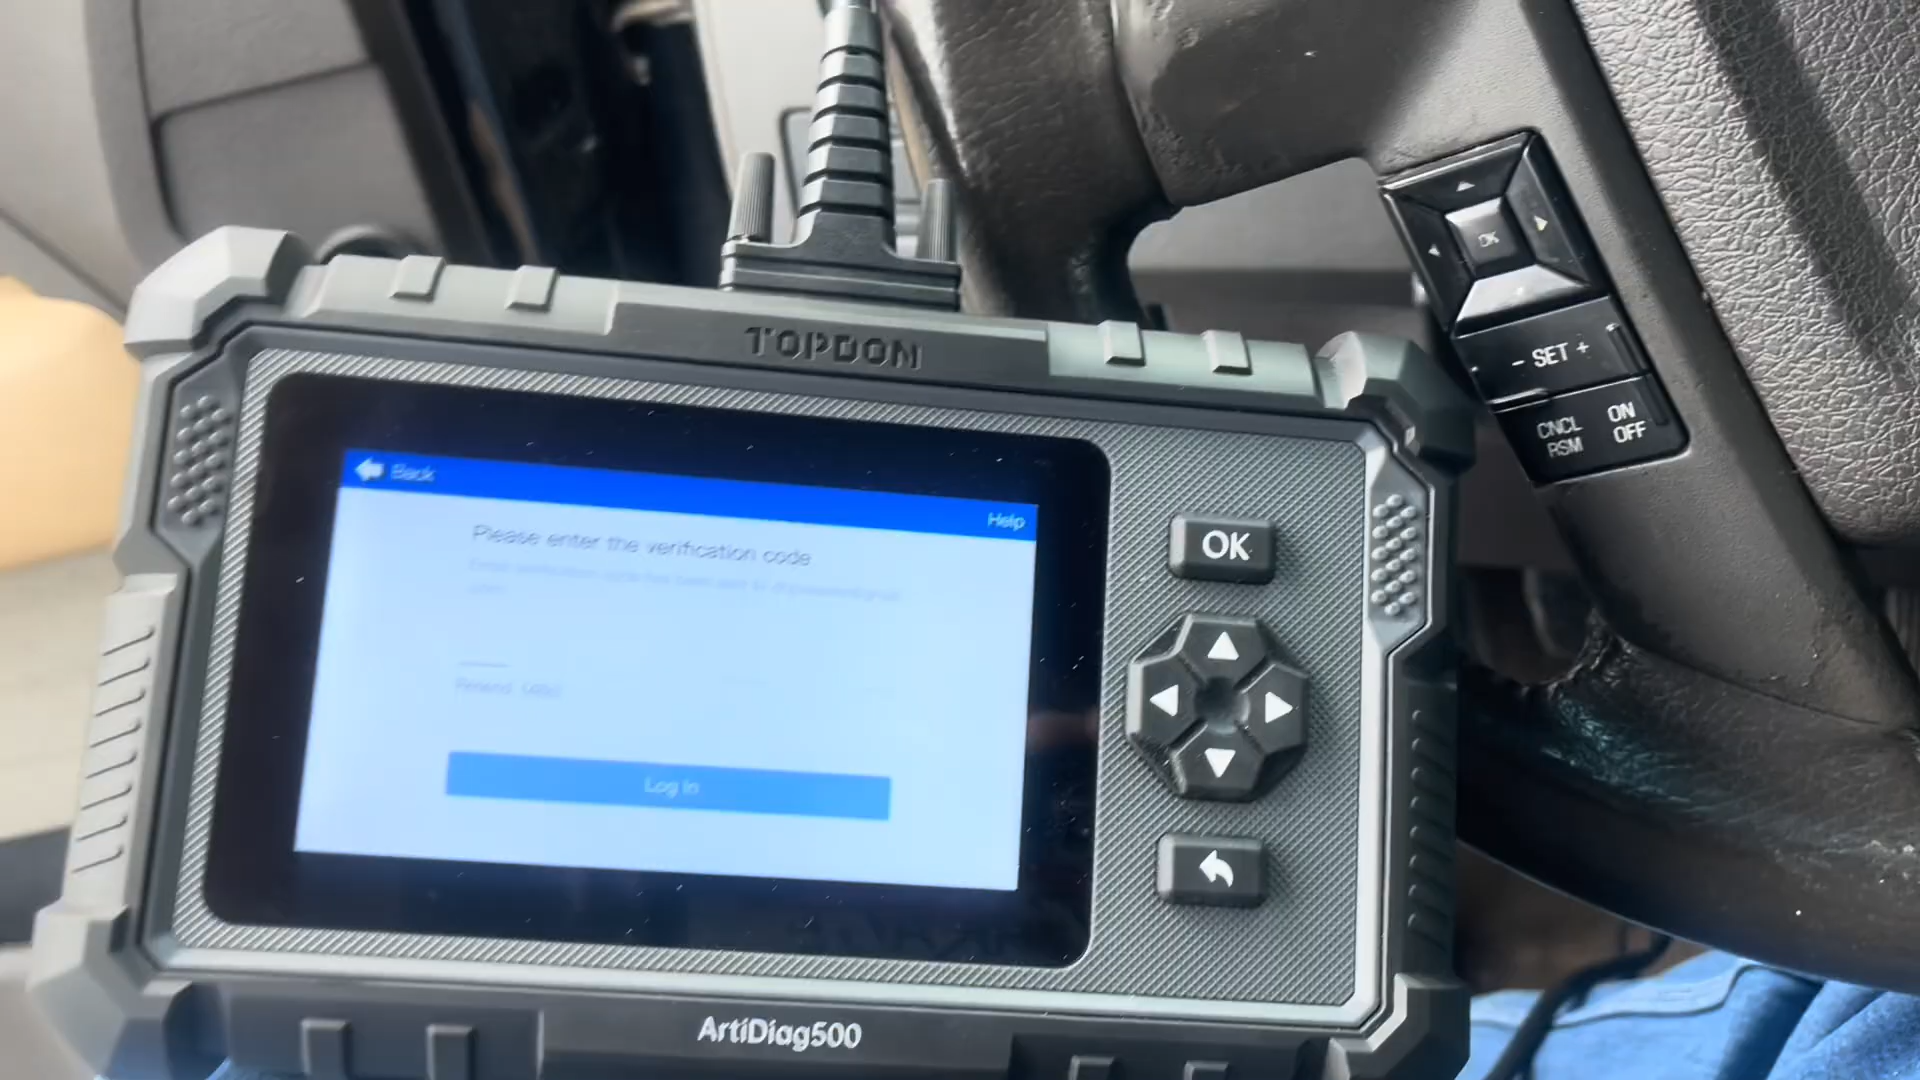 TOPDON
Back
Help
Please enter the verification code
Log in
OK
ArtiDiag500
OK
- SET +
CNCL
RSM
ON
OFF